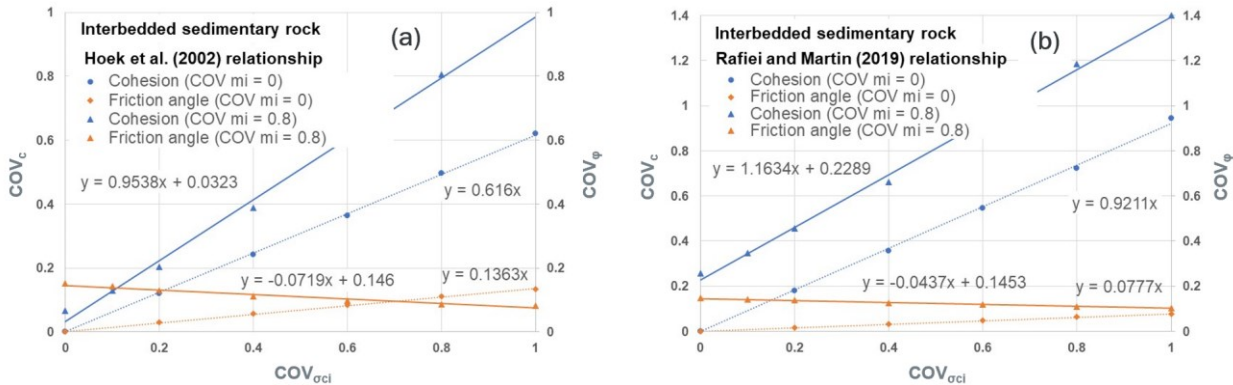 Interbedded sedimentary rock
(a)
Hoek et al. (2002) relationship
Cohesion (COV mi = 0)
Friction angle (COV mi = 0)
Cohesion (COV mi = 0.8)
Friction angle (COV mi = 0.8)
y = 0.9538x + 0.0323
y = 0.616x
y = -0.0719x + 0.146
y = 0.1363x
1
0.8
0.6
0.4
0.2
0
COVc
1
0.8
0.6
0.4
0.2
0
COVφ
0
0.2
0.4
0.6
0.8
1
COVσci
Interbedded sedimentary rock
(b)
Rafiei and Martin (2019) relationship
Cohesion (COV mi = 0)
Friction angle (COV mi = 0)
Cohesion (COV mi = 0.8)
Friction angle (COV mi = 0.8)
y = 1.1634x + 0.2289
y = 0.9211x
y = -0.0437x + 0.1453
y = 0.0777x
1.4
1.2
1
0.8
0.6
0.4
0.2
0
COVc
1.4
1.2
1
0.8
0.6
0.4
0.2
0
COVφ
0
0.2
0.4
0.6
0.8
1
COVσci